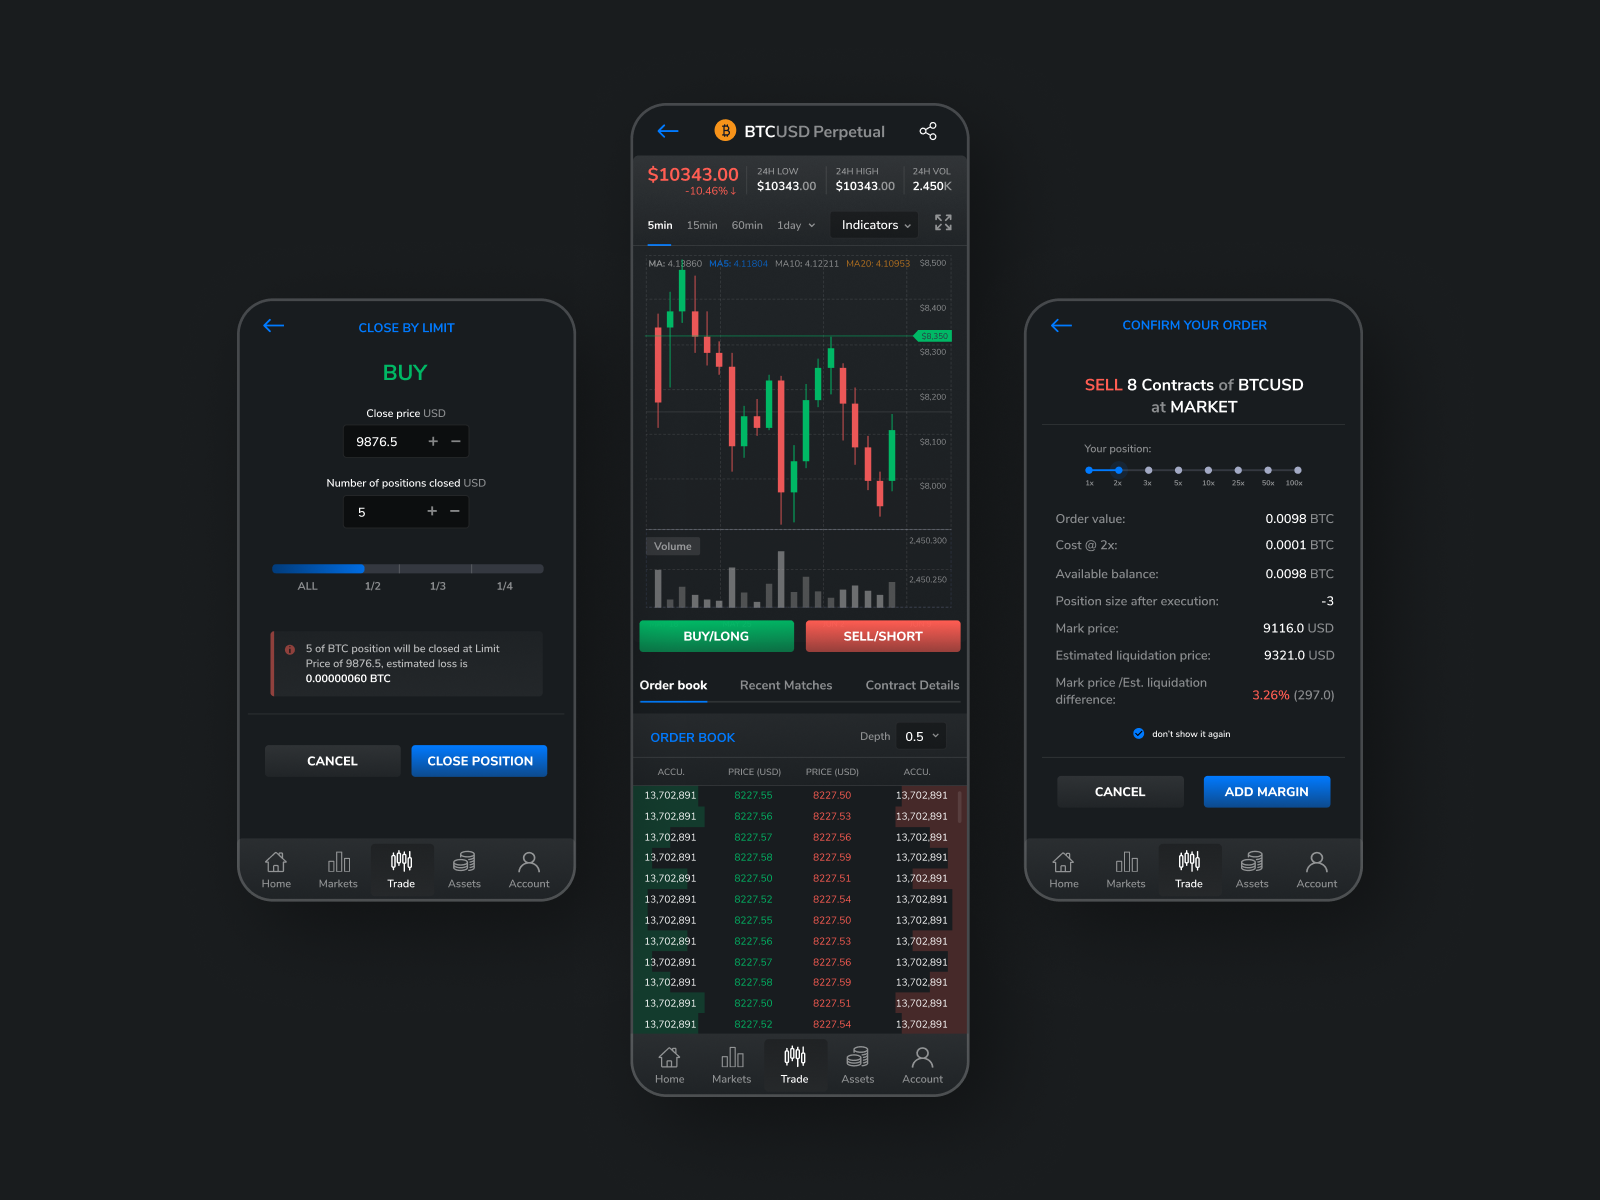 CLOSE BY LIMIT
BUY
Close price USD
9876.5 + −
Number of positions closed USD
5 + −
ALL 1/2 1/3 1/4
5 of BTC position will be closed at Limit
Price of 9876.5, estimated loss is
0.00000060 BTC
CANCEL CLOSE POSITION
Home Markets Trade Assets Account
BTCUSD Perpetual
$10343.00 24H LOW 24H HIGH 24H VOL
-10.46%↓ $10343.00 $10343.00 2.450K
5min 15min 60min 1day Indicators
MA: 4.13860 MA5: 4.11804 MA10: 4.12211 MA20: 4.10953 $8,500
$8,400
$8,350
$8,300
$8,200
$8,100
$8,000
Volume 2,450.300
2,450.250
BUY/LONG SELL/SHORT
Order book Recent Matches Contract Details
ORDER BOOK Depth 0.5
ACCU. PRICE (USD) PRICE (USD) ACCU.
13,702,891 8227.55 8227.50 13,702,891
13,702,891 8227.56 8227.53 13,702,891
13,702,891 8227.57 8227.56 13,702,891
13,702,891 8227.58 8227.59 13,702,891
13,702,891 8227.50 8227.51 13,702,891
13,702,891 8227.52 8227.54 13,702,891
13,702,891 8227.55 8227.50 13,702,891
13,702,891 8227.56 8227.53 13,702,891
13,702,891 8227.57 8227.56 13,702,891
13,702,891 8227.58 8227.59 13,702,891
13,702,891 8227.50 8227.51 13,702,891
13,702,891 8227.52 8227.54 13,702,891
Home Markets Trade Assets Account
CONFIRM YOUR ORDER
SELL 8 Contracts of BTCUSD
at MARKET
Your position:
1x 2x 3x 5x 10x 25x 50x 100x
Order value: 0.0098 BTC
Cost @ 2x: 0.0001 BTC
Available balance: 0.0098 BTC
Position size after execution: -3
Mark price: 9116.0 USD
Estimated liquidation price: 9321.0 USD
Mark price /Est. liquidation
difference: 3.26% (297.0)
don't show it again
CANCEL ADD MARGIN
Home Markets Trade Assets Account